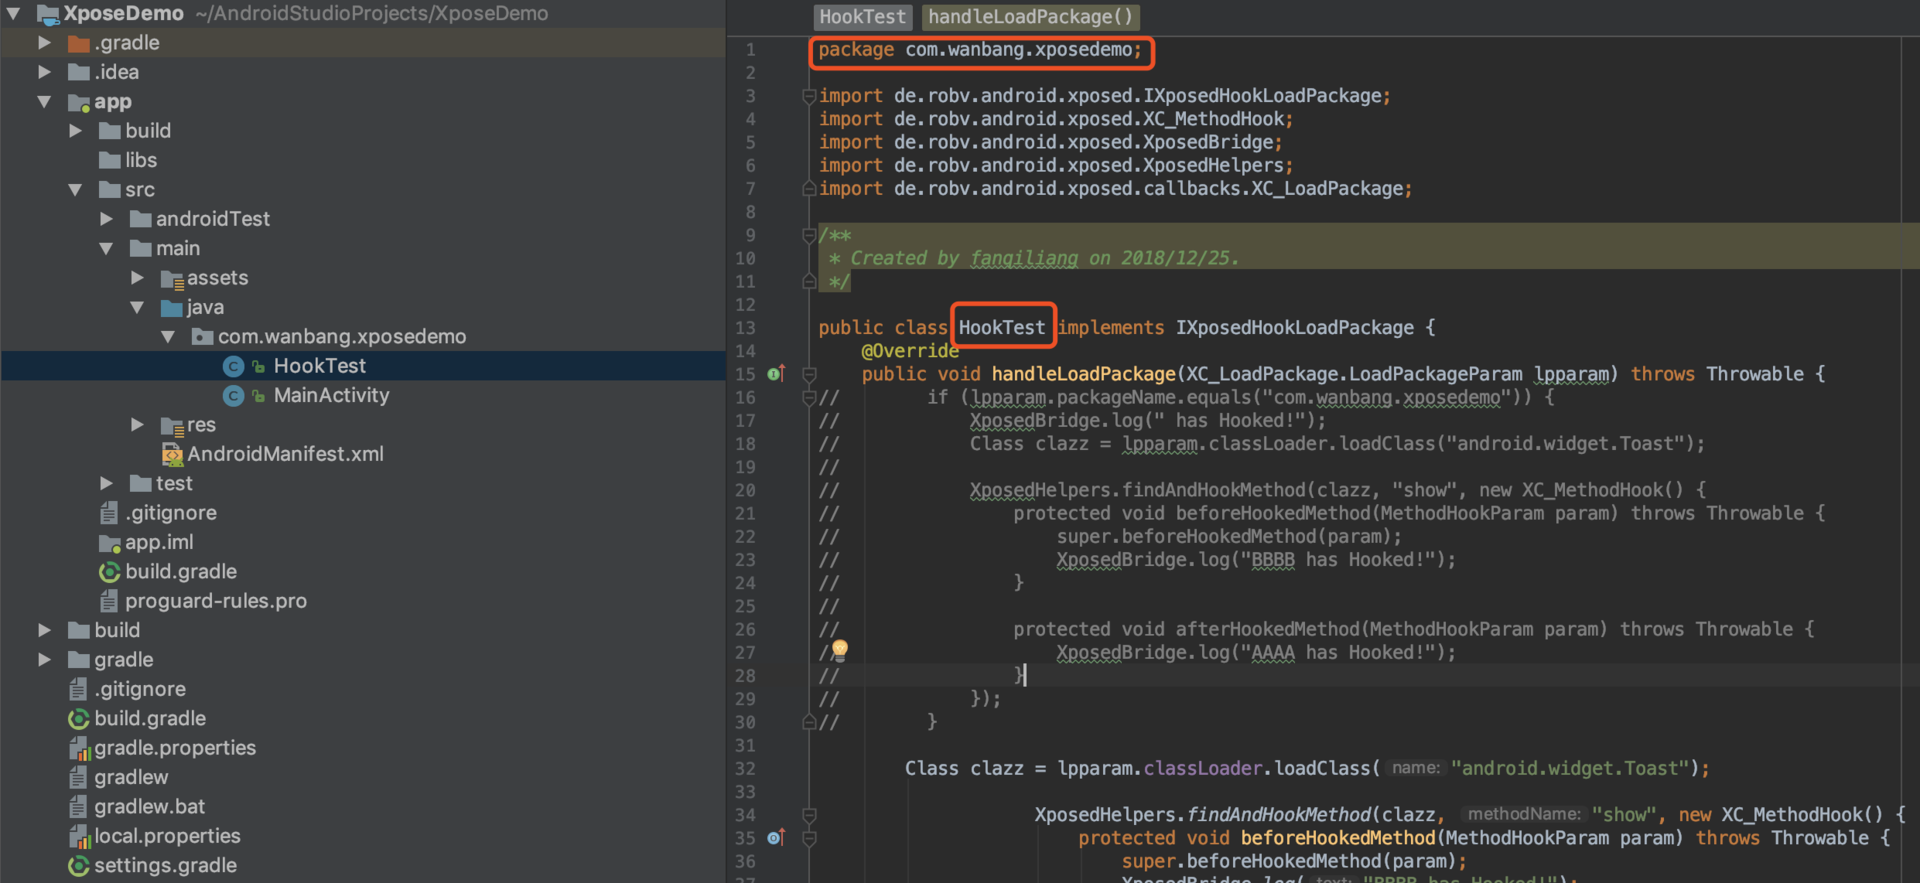 XposeDemo ~/AndroidStudioProjects/XposeDemo
.gradle
.idea
app
build
libs
src
androidTest
main
assets
java
com.wanbang.xposedemo
HookTest
MainActivity
res
AndroidManifest.xml
test
.gitignore
app.iml
build.gradle
proguard-rules.pro
build
gradle
.gitignore
build.gradle
gradle.properties
gradlew
gradlew.bat
local.properties
settings.gradle
HookTest handleLoadPackage()
1 package com.wanbang.xposedemo;
2
3 import de.robv.android.xposed.IXposedHookLoadPackage;
4 import de.robv.android.xposed.XC_MethodHook;
5 import de.robv.android.xposed.XposedBridge;
6 import de.robv.android.xposed.XposedHelpers;
7 import de.robv.android.xposed.callbacks.XC_LoadPackage;
8
9 /**
10 * Created by fanqiliang on 2018/12/25.
11 */
12
13 public class HookTest implements IXposedHookLoadPackage {
14 @Override
15 public void handleLoadPackage(XC_LoadPackage.LoadPackageParam lpparam) throws Throwable {
16 // if (lpparam.packageName.equals("com.wanbang.xposedemo")) {
17 // XposedBridge.log(" has Hooked!");
18 // Class clazz = lpparam.classLoader.loadClass("android.widget.Toast");
19 //
20 // XposedHelpers.findAndHookMethod(clazz, "show", new XC_MethodHook() {
21 // protected void beforeHookedMethod(MethodHookParam param) throws Throwable {
22 // super.beforeHookedMethod(param);
23 // XposedBridge.log("BBBB has Hooked!");
24 // }
25 //
26 // protected void afterHookedMethod(MethodHookParam param) throws Throwable {
27 // XposedBridge.log("AAAA has Hooked!");
28 // }
29 // });
30 // }
31
32 Class clazz = lpparam.classLoader.loadClass( name: "android.widget.Toast");
33
34 XposedHelpers.findAndHookMethod(clazz, methodName: "show", new XC_MethodHook() {
35 protected void beforeHookedMethod(MethodHookParam param) throws Throwable {
36 super.beforeHookedMethod(param);
37 XposedBridge.log( text: "BBBB has Hooked!");